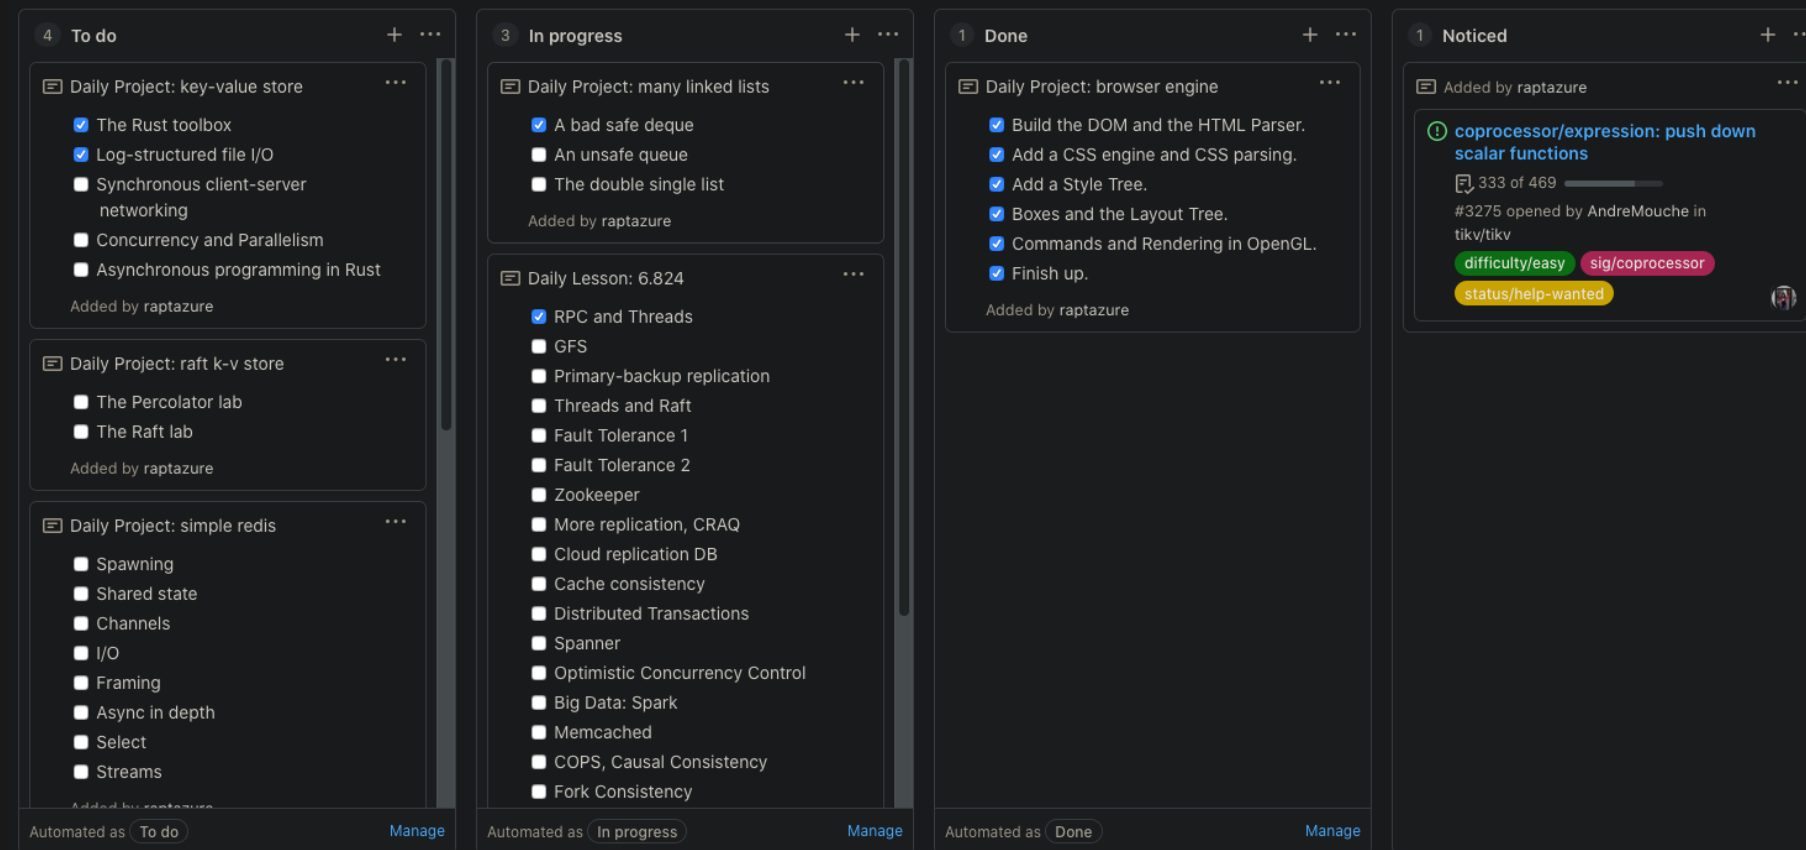 4 To do
Daily Project: key-value store
The Rust toolbox
Log-structured file I/O
Synchronous client-server
networking
Concurrency and Parallelism
Asynchronous programming in Rust
Added by raptazure
Daily Project: raft k-v store
The Percolator lab
The Raft lab
Added by raptazure
Daily Project: simple redis
Spawning
Shared state
Channels
I/O
Framing
Async in depth
Select
Streams
Added by raptazure
Automated as To do Manage
3 In progress
Daily Project: many linked lists
A bad safe deque
An unsafe queue
The double single list
Added by raptazure
Daily Lesson: 6.824
RPC and Threads
GFS
Primary-backup replication
Threads and Raft
Fault Tolerance 1
Fault Tolerance 2
Zookeeper
More replication, CRAQ
Cloud replication DB
Cache consistency
Distributed Transactions
Spanner
Optimistic Concurrency Control
Big Data: Spark
Memcached
COPS, Causal Consistency
Fork Consistency
Automated as In progress Manage
1 Done
Daily Project: browser engine
Build the DOM and the HTML Parser.
Add a CSS engine and CSS parsing.
Add a Style Tree.
Boxes and the Layout Tree.
Commands and Rendering in OpenGL.
Finish up.
Added by raptazure
Automated as Done Manage
1 Noticed
Added by raptazure
coprocessor/expression: push down
scalar functions
333 of 469
#3275 opened by AndreMouche in
tikv/tikv
difficulty/easy sig/coprocessor
status/help-wanted